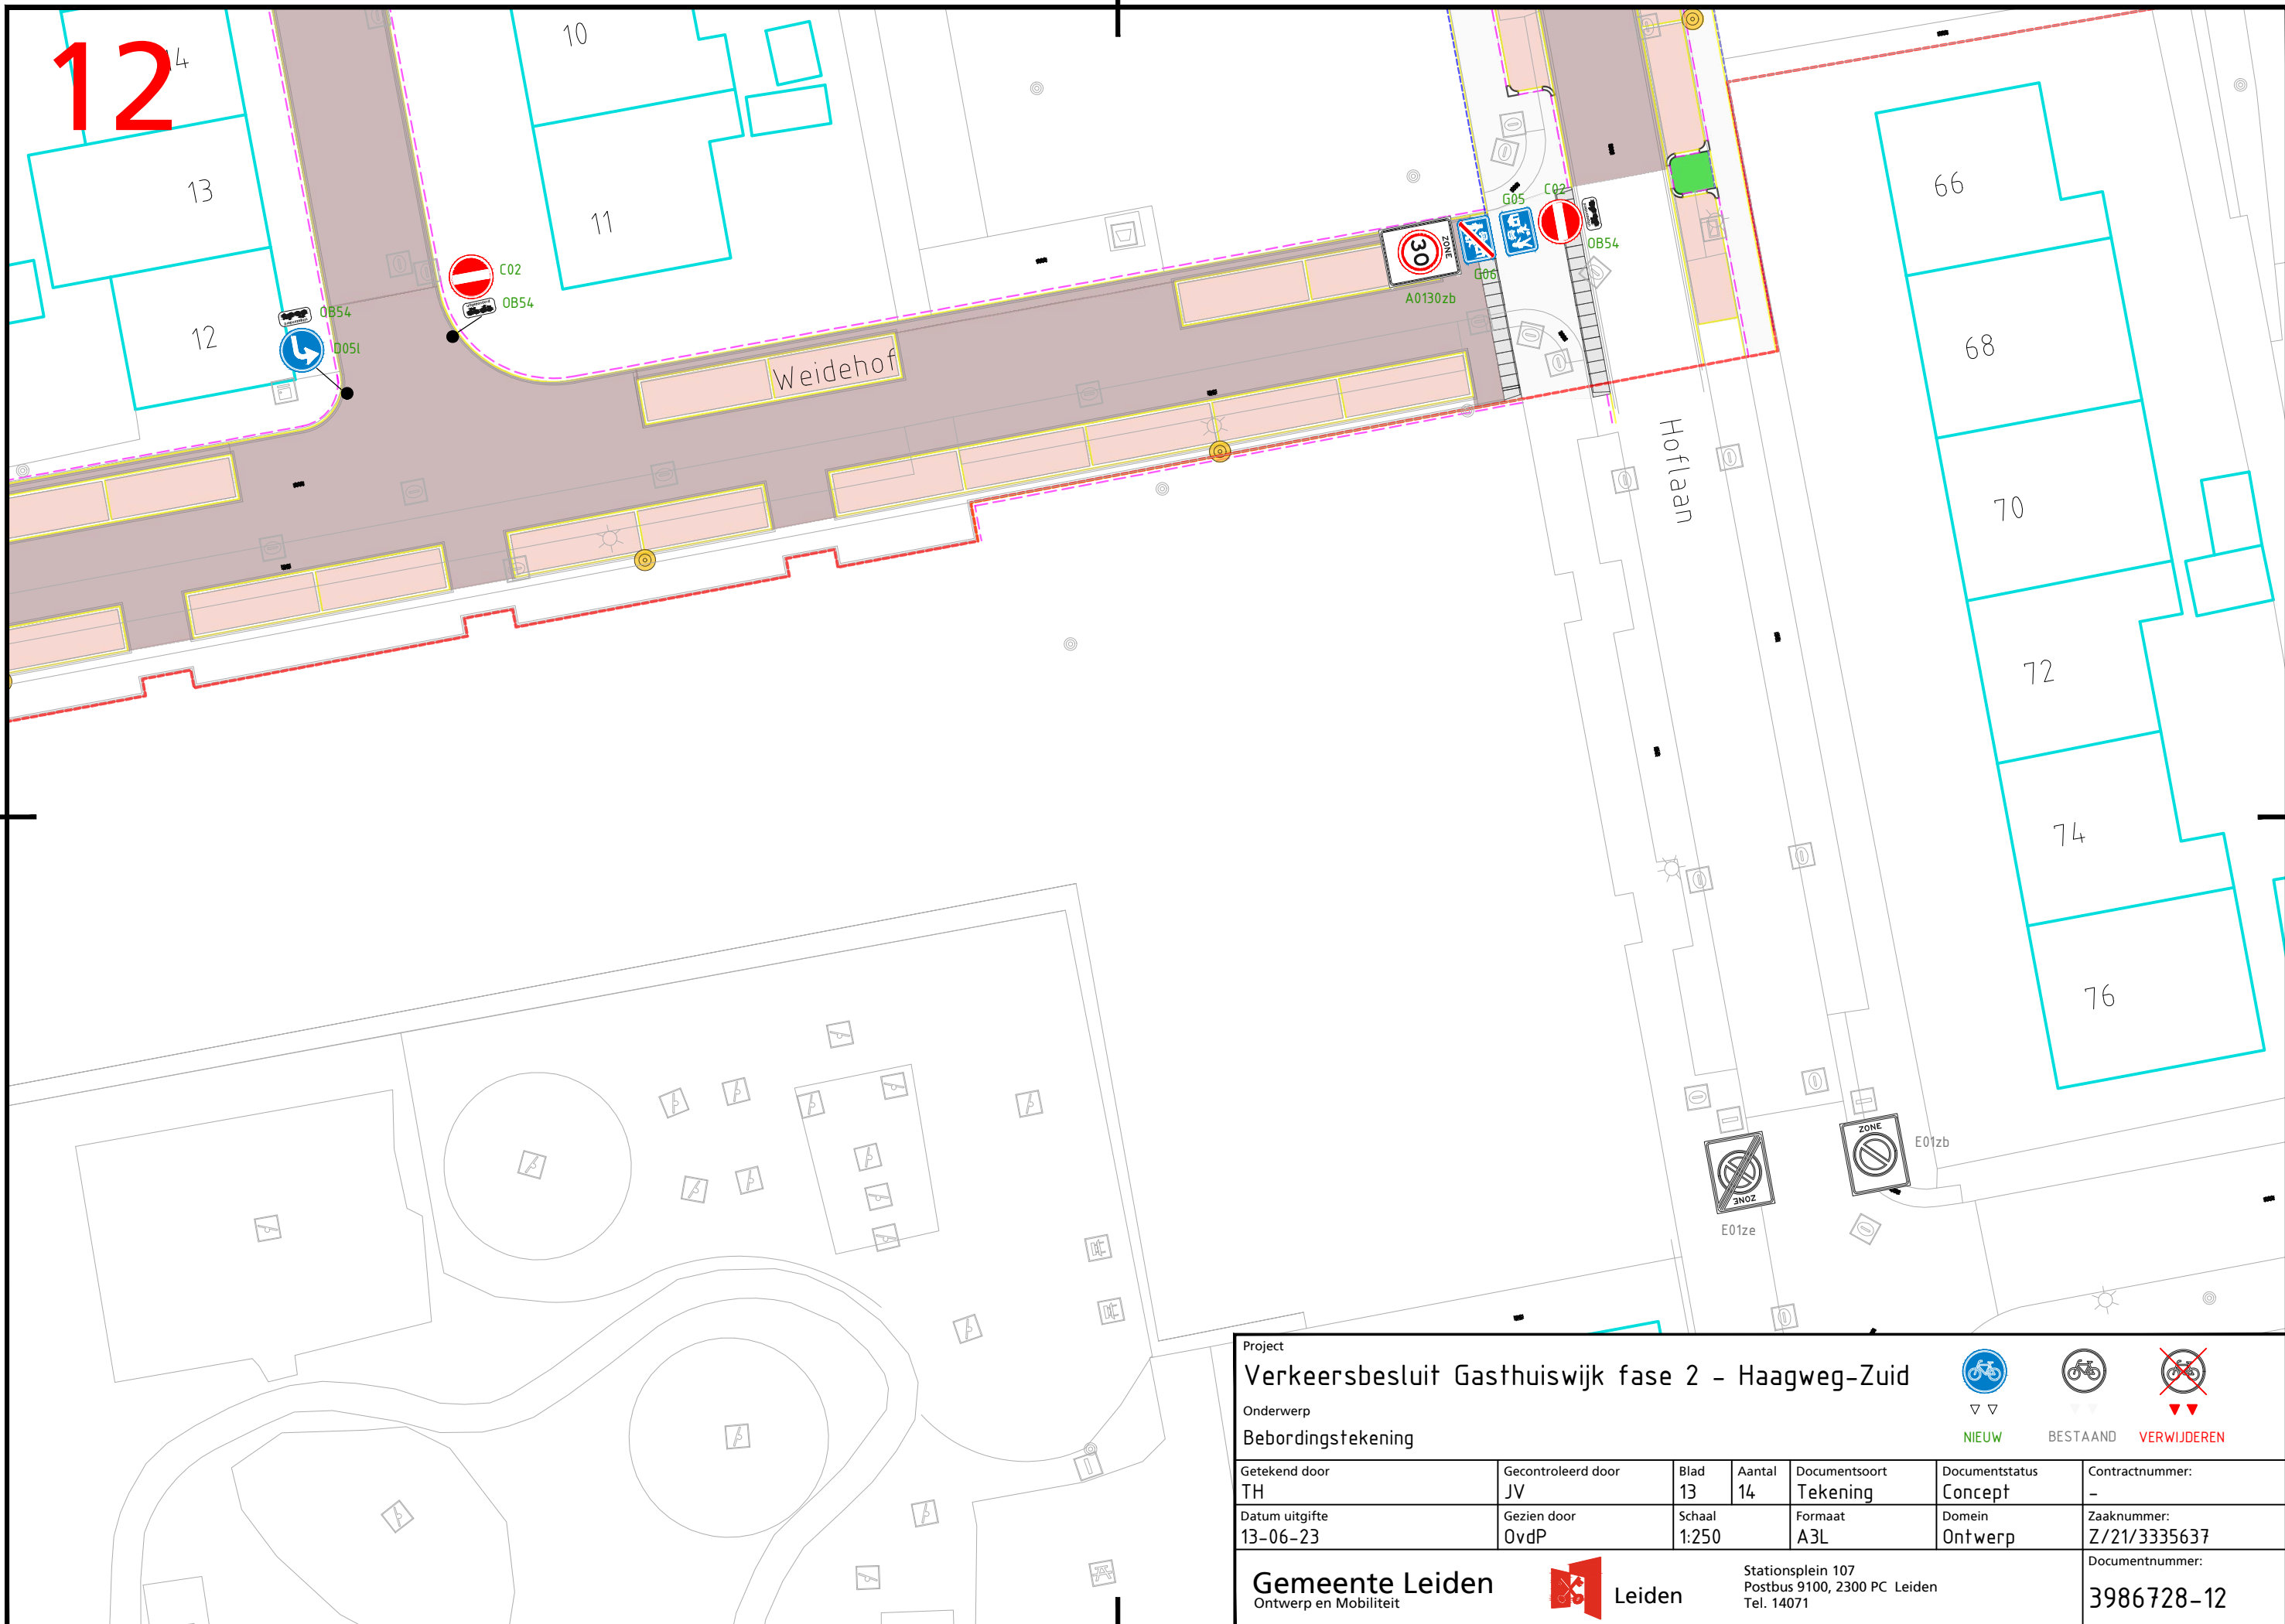 12
14
13
12
10
11
C02
OB54
OB54
D05l
Weidehof
G05
C02
OB54
G06
A0130zb
30
ZONE
Hoflaan
66
68
70
72
74
76
ZONE
E01zb
ZONE
E01ze
Project
Verkeersbesluit Gasthuiswijk fase 2 - Haagweg-Zuid
Onderwerp
Bebordingstekening
NIEUW
BESTAAND
VERWIJDEREN
Getekend door
TH
Gecontroleerd door
JV
Blad
13
Aantal
14
Documentsoort
Tekening
Documentstatus
Concept
Contractnummer:
-
Datum uitgifte
13-06-23
Gezien door
OvdP
Schaal
1:250
Formaat
A3L
Domein
Ontwerp
Zaaknummer:
Z/21/3335637
Gemeente Leiden
Ontwerp en Mobiliteit
Leiden
Stationsplein 107
Postbus 9100, 2300 PC Leiden
Tel. 14071
Documentnummer:
3986728-12